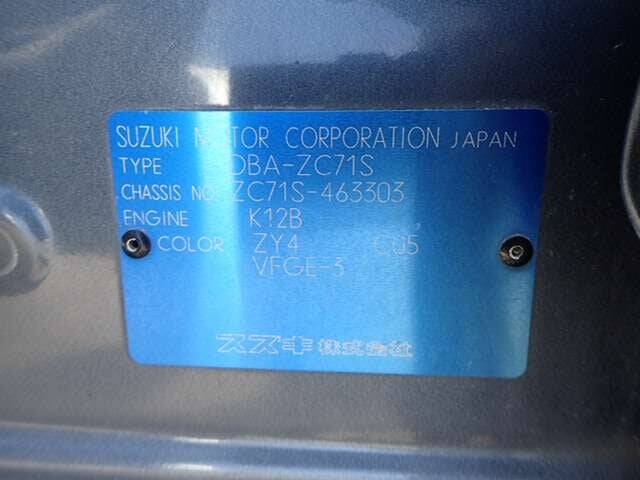 SUZUKI MOTOR CORPORATION JAPAN
TYPE DBA-ZC71S
CHASSIS NO. ZC71S-463303
ENGINE K12B
COLOR ZY4 C05
VFGE-3
スズキ株式会社